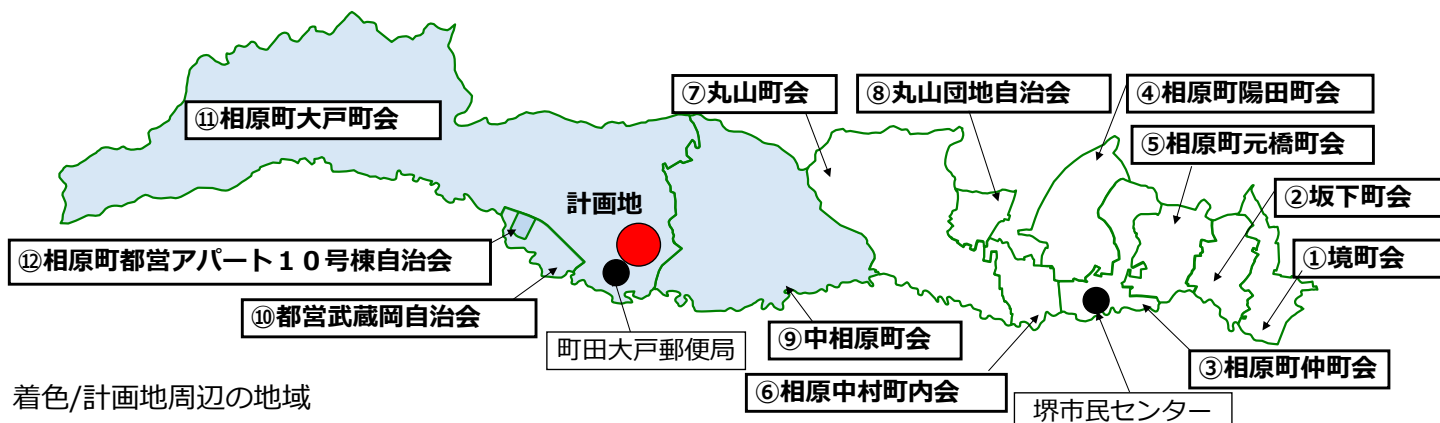 ⑦丸山町会
⑧丸山団地自治会
④相原町陽田町会
⑪相原町大戸町会
⑤相原町元橋町会
計画地
②坂下町会
⑫相原町都営アパート１０号棟自治会
①境町会
⑩都営武蔵岡自治会
町田大戸郵便局
⑨中相原町会
③相原町仲町会
⑥相原中村町内会
着色/計画地周辺の地域
堺市民センター